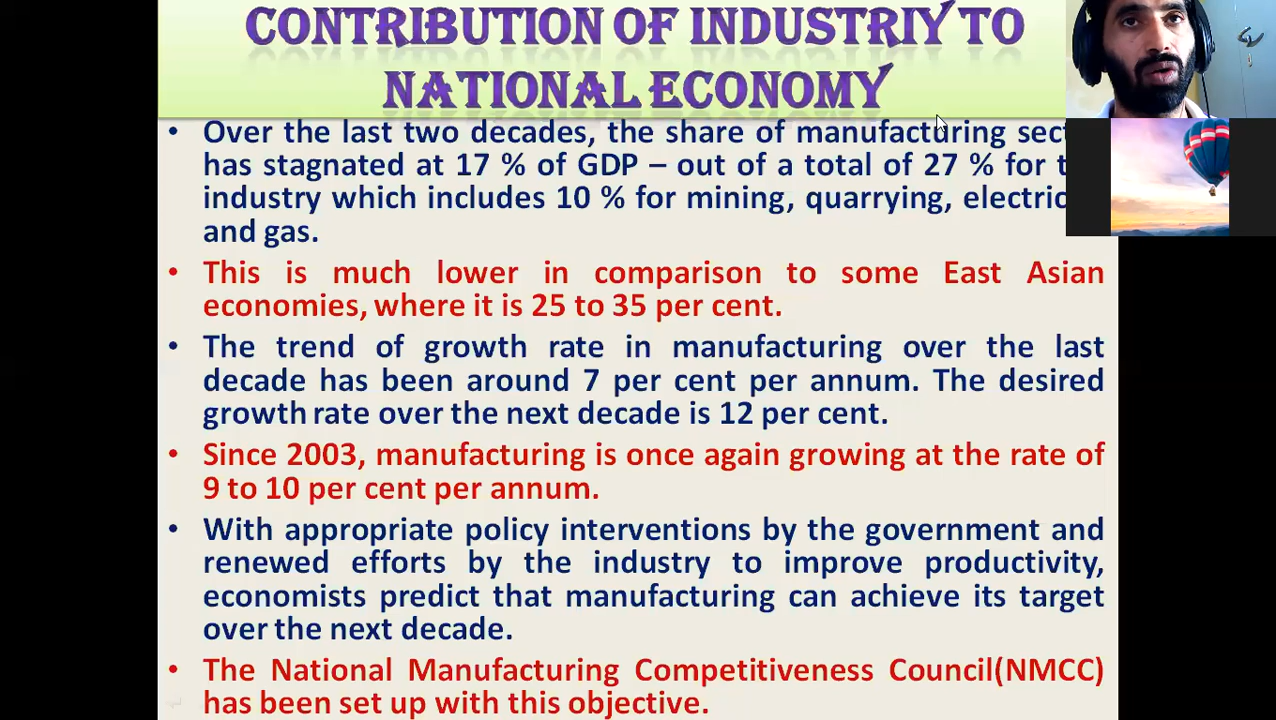 CONTRIBUTION OF INDUSTRIY TO
NATIONAL ECONOMY
• Over the last two decades, the share of manufacturing
has stagnated at 17 % of GDP – out of a total of 27 % for
industry which includes 10 % for mining, quarrying,
and gas.
• This is much lower in comparison to some East Asian
economies, where it is 25 to 35 per cent.
• The trend of growth rate in manufacturing over the last
decade has been around 7 per cent per annum. The desired
growth rate over the next decade is 12 per cent.
• Since 2003, manufacturing is once again growing at the rate of
9 to 10 per cent per annum.
• With appropriate policy interventions by the government and
renewed efforts by the industry to improve productivity,
economists predict that manufacturing can achieve its target
over the next decade.
• The National Manufacturing Competitiveness Council(NMCC)
has been set up with this objective.